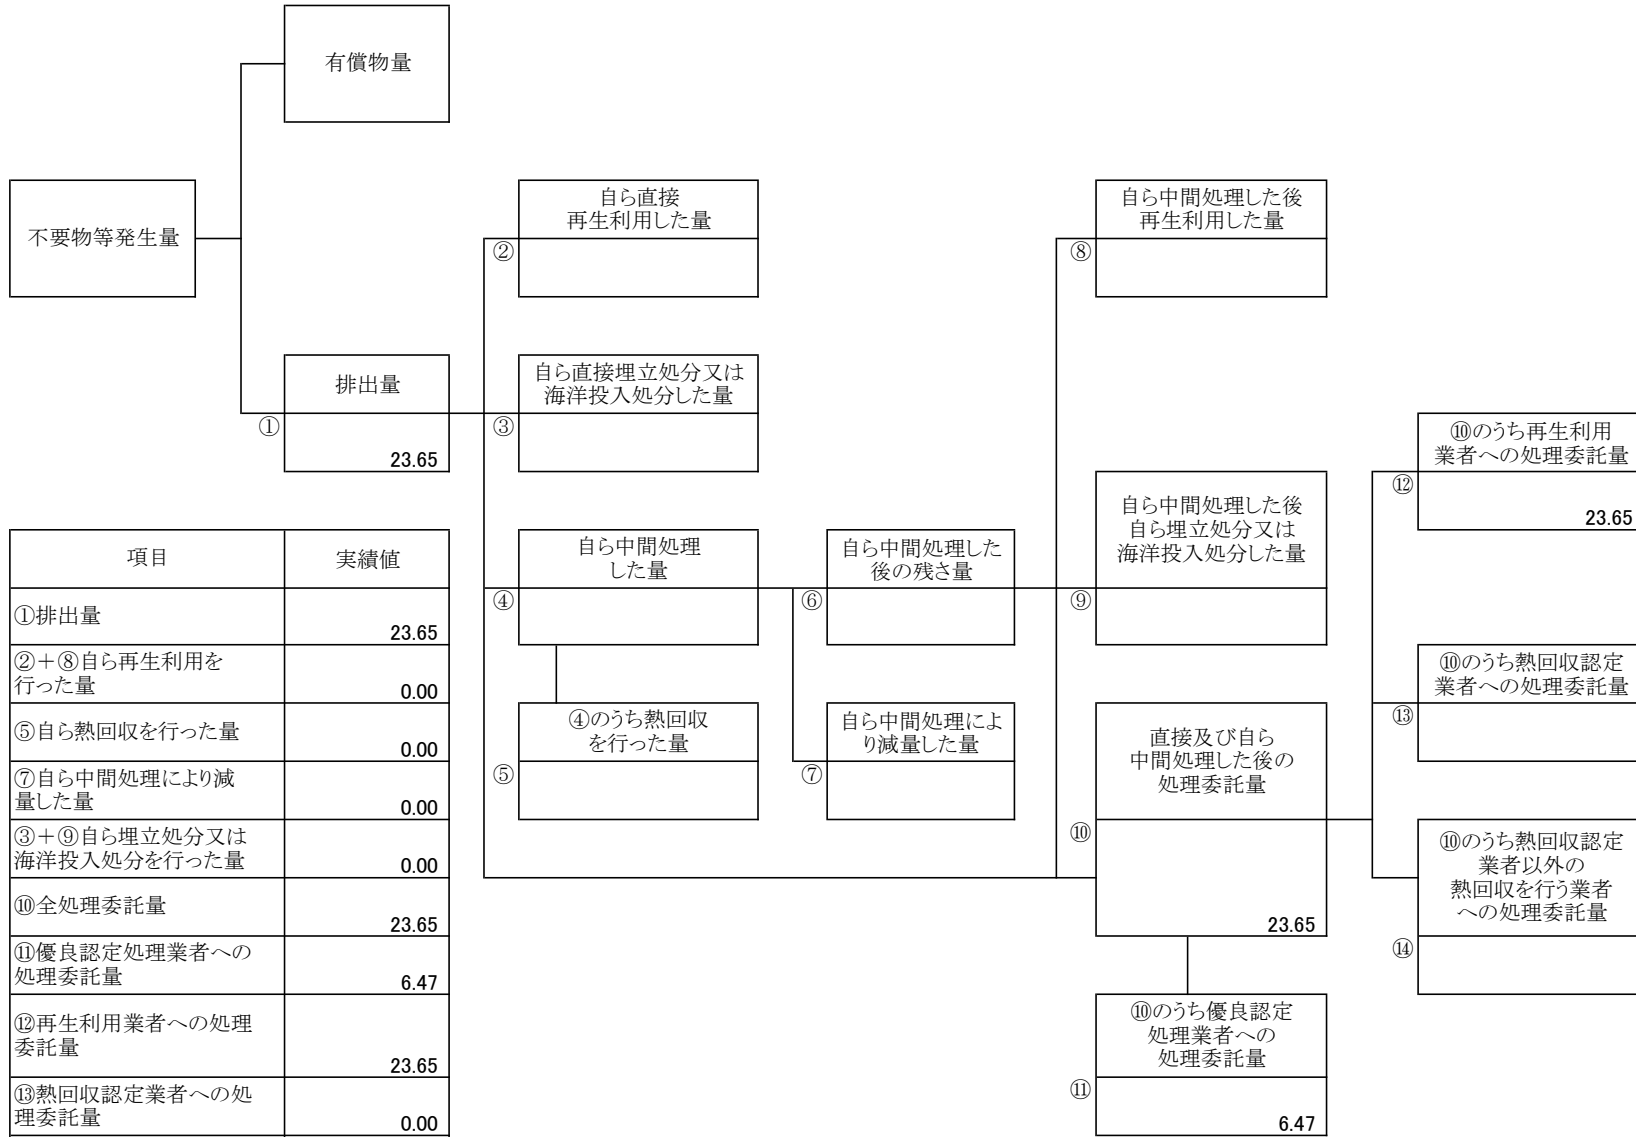 有償物量
不要物等発生量
自ら直接
再生利用した量
②
自ら中間処理した後
再生利用した量
⑧
排出量
①
23.65
自ら直接埋立処分又は
海洋投入処分した量
③
⑩のうち再生利用
業者への処理委託量
⑫
23.65
自ら中間処理
した量
④
自ら中間処理した
後の残さ量
⑥
自ら中間処理した後
自ら埋立処分又は
海洋投入処分した量
⑨
⑩のうち熱回収認定
業者への処理委託量
⑬
④のうち熱回収
を行った量
⑤
自ら中間処理によ
り減量した量
⑦
直接及び自ら
中間処理した後の
処理委託量
⑩
23.65
⑩のうち熱回収認定
業者以外の
熱回収を行う業者
への処理委託量
⑭
⑩のうち優良認定
処理業者への
処理委託量
⑪
6.47
項目 実績値
①排出量
23.65
②＋⑧自ら再生利用を
行った量
0.00
⑤自ら熱回収を行った量
0.00
⑦自ら中間処理により減
量した量
0.00
③＋⑨自ら埋立処分又は
海洋投入処分を行った量
0.00
⑩全処理委託量
23.65
⑪優良認定処理業者への
処理委託量
6.47
⑫再生利用業者への処理
委託量
23.65
⑬熱回収認定業者への処
理委託量
0.00